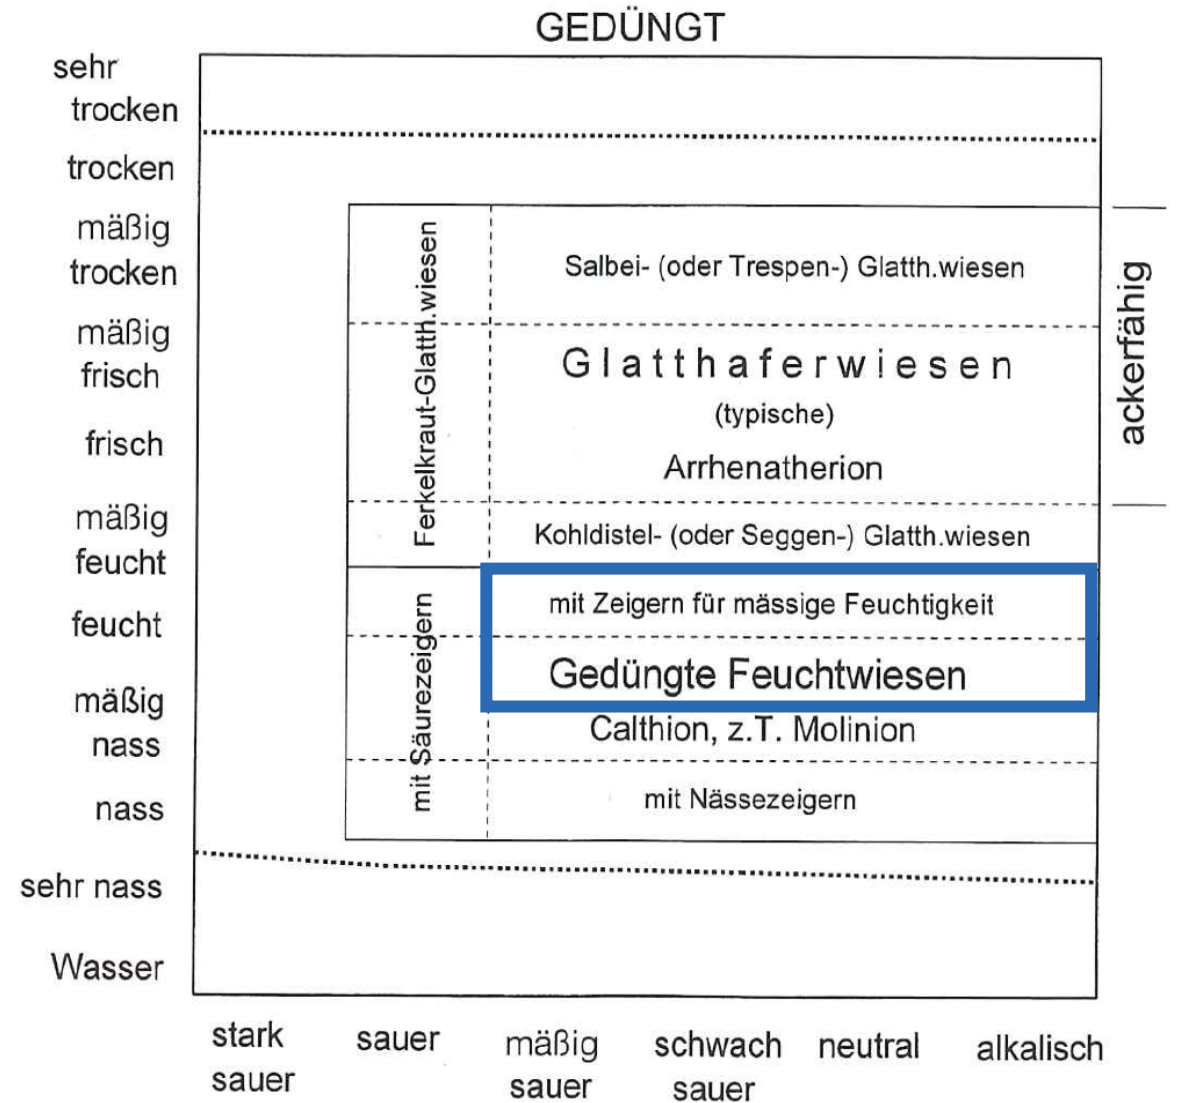 GEDÜNGT
sehr
trocken
trocken
mäßig
trocken
mäßig
frisch
frisch
mäßig
feucht
feucht
mäßig
nass
nass
sehr nass
Wasser
Ferkelkraut-Glatth.wiesen
mit Säurezeigern
Salbei- (oder Trespen-) Glatth.wiesen
Glatthaferwiesen
(typische)
Arrhenatherion
Kohldistel- (oder Seggen-) Glatth.wiesen
mit Zeigern für mässige Feuchtigkeit
Gedüngte Feuchtwiesen
Calthion, z.T. Molinion
mit Nässezeigern
ackerfähig
stark
sauer
sauer
mäßig
sauer
schwach
sauer
neutral
alkalisch